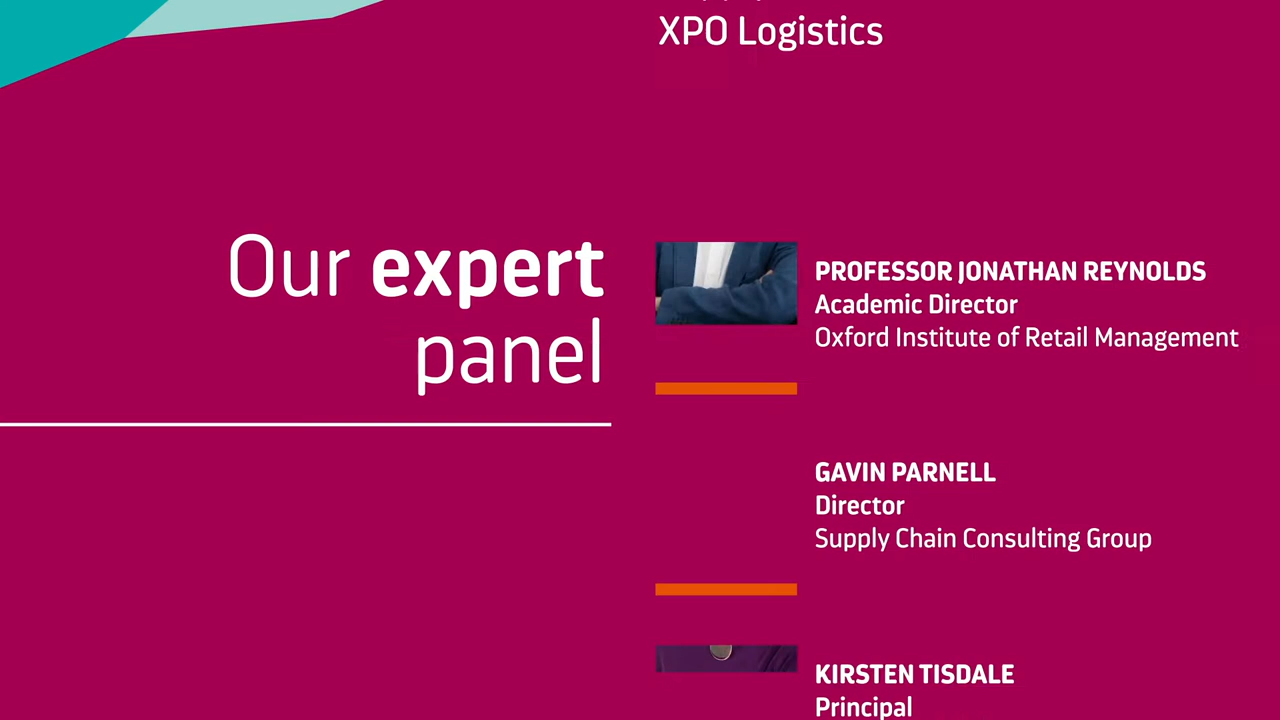 XPO Logistics
Our expert
panel
PROFESSOR JONATHAN REYNOLDS
Academic Director
Oxford Institute of Retail Management
GAVIN PARNELL
Director
Supply Chain Consulting Group
KIRSTEN TISDALE
Principal